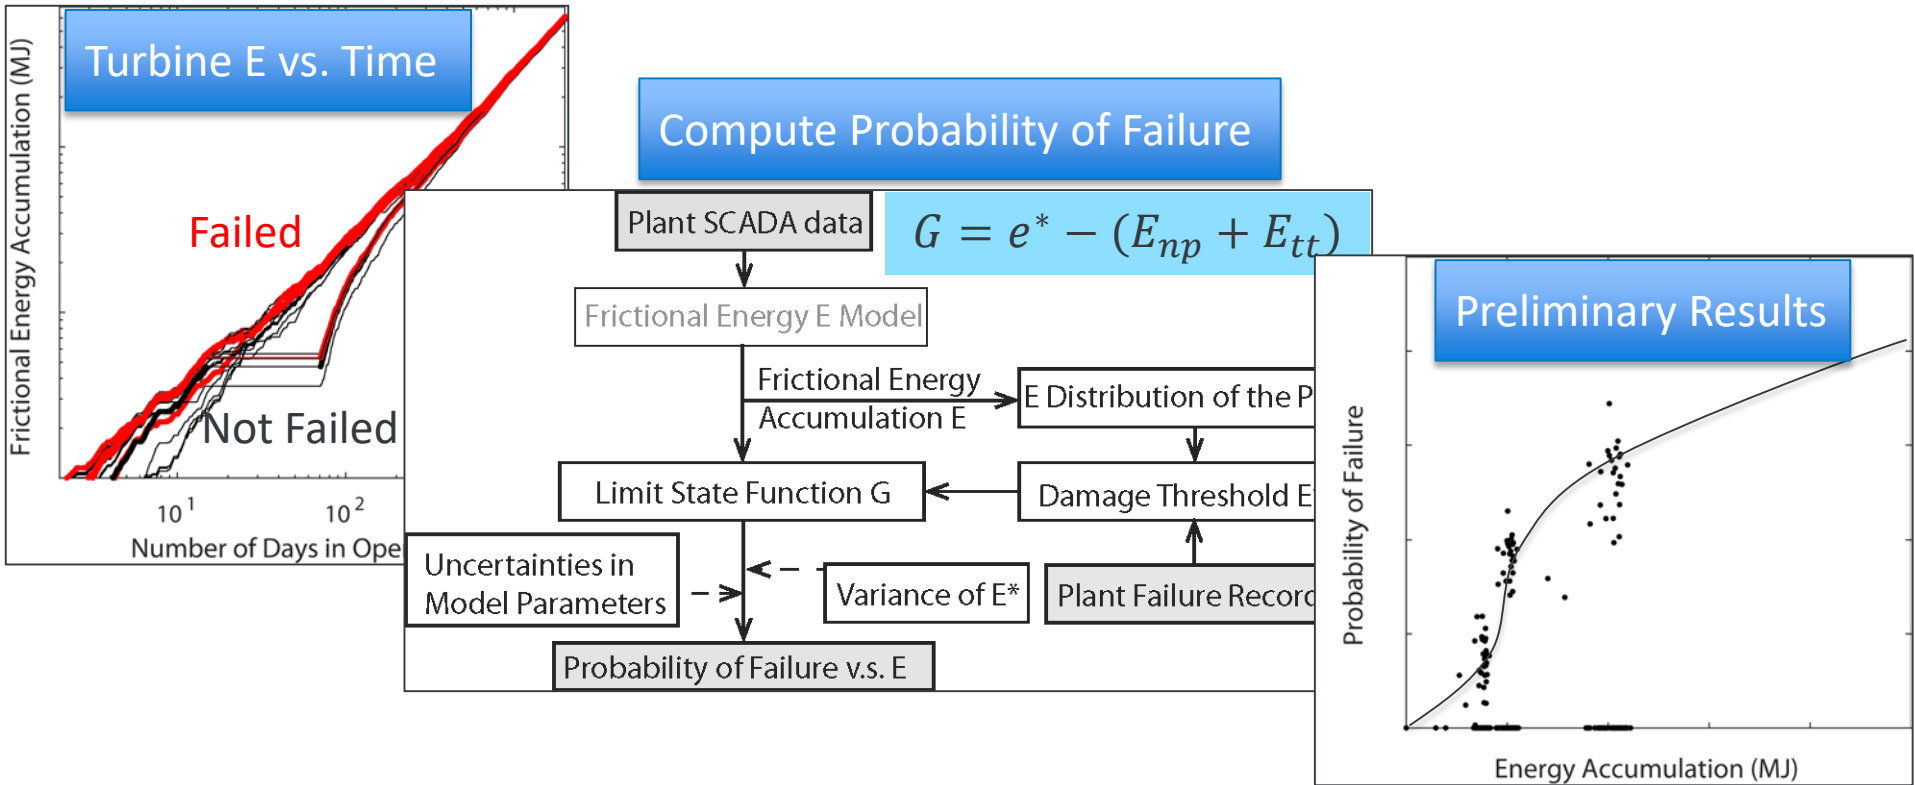 Turbine E vs. Time
Frictional Energy Accumulation (MJ)
Failed
Not Failed
10¹
10²
Number of Days in Ope
Compute Probability of Failure
Plant SCADA data
G = e* − (E_np + E_tt)
Frictional Energy E Model
Frictional Energy
Accumulation E
E Distribution of the P
Limit State Function G
Damage Threshold E
Uncertainties in
Model Parameters
Variance of E*
Plant Failure Recor
Probability of Failure v.s. E
Preliminary Results
Probability of Failure
Energy Accumulation (MJ)